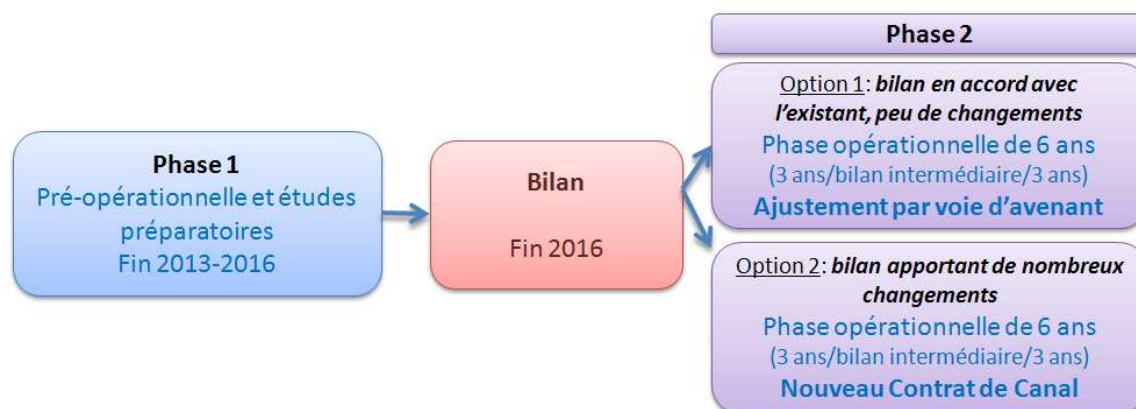 Phase 1
Pré-opérationnelle et études
préparatoires
Fin 2013-2016
Bilan
Fin 2016
Phase 2
Option 1: bilan en accord avec
l'existant, peu de changements
Phase opérationnelle de 6 ans
(3 ans/bilan intermédiaire/3 ans)
Ajustement par voie d'avenant
Option 2: bilan apportant de nombreux
changements
Phase opérationnelle de 6 ans
(3 ans/bilan intermédiaire/3 ans)
Nouveau Contrat de Canal